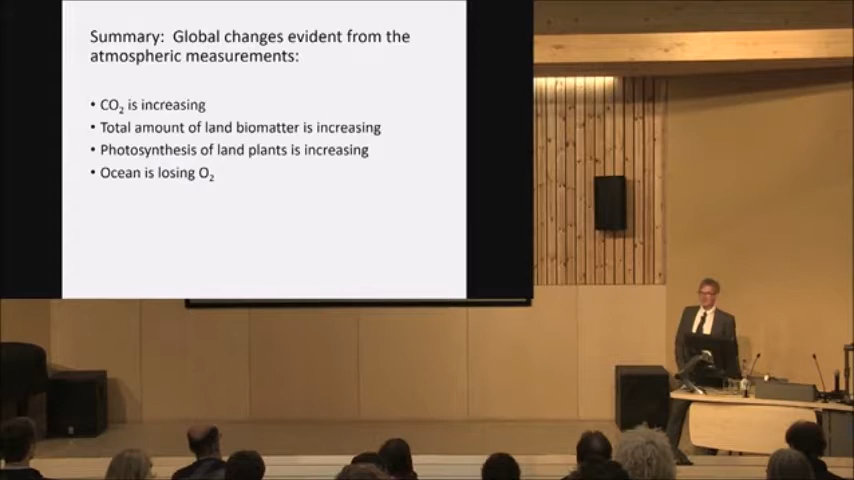 Summary: Global changes evident from the
atmospheric measurements:
• CO₂ is increasing
• Total amount of land biomatter is increasing
• Photosynthesis of land plants is increasing
• Ocean is losing O₂